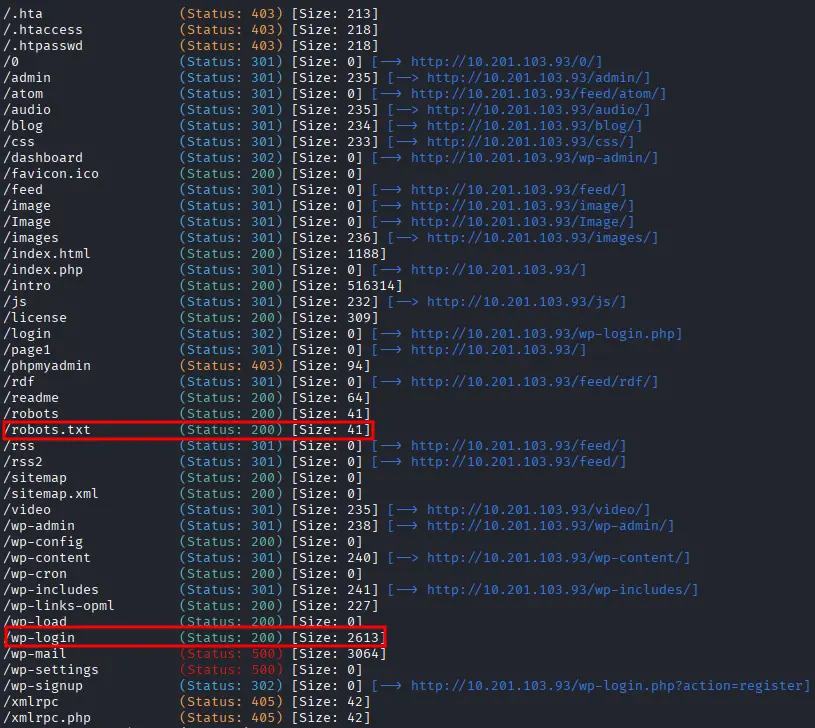 /.hta (Status: 403) [Size: 213]
/.htaccess (Status: 403) [Size: 218]
/.htpasswd (Status: 403) [Size: 218]
/0 (Status: 301) [Size: 0] [--> http://10.201.103.93/0/]
/admin (Status: 301) [Size: 235] [--> http://10.201.103.93/admin/]
/atom (Status: 301) [Size: 0] [--> http://10.201.103.93/feed/atom/]
/audio (Status: 301) [Size: 235] [--> http://10.201.103.93/audio/]
/blog (Status: 301) [Size: 234] [--> http://10.201.103.93/blog/]
/css (Status: 301) [Size: 233] [--> http://10.201.103.93/css/]
/dashboard (Status: 302) [Size: 0] [--> http://10.201.103.93/wp-admin/]
/favicon.ico (Status: 200) [Size: 0]
/feed (Status: 301) [Size: 0] [--> http://10.201.103.93/feed/]
/image (Status: 301) [Size: 0] [--> http://10.201.103.93/image/]
/Image (Status: 301) [Size: 0] [--> http://10.201.103.93/Image/]
/images (Status: 301) [Size: 236] [--> http://10.201.103.93/images/]
/index.html (Status: 200) [Size: 1188]
/index.php (Status: 301) [Size: 0] [--> http://10.201.103.93/]
/intro (Status: 200) [Size: 516314]
/js (Status: 301) [Size: 232] [--> http://10.201.103.93/js/]
/license (Status: 200) [Size: 309]
/login (Status: 302) [Size: 0] [--> http://10.201.103.93/wp-login.php]
/page1 (Status: 301) [Size: 0] [--> http://10.201.103.93/]
/phpmyadmin (Status: 403) [Size: 94]
/rdf (Status: 301) [Size: 0] [--> http://10.201.103.93/feed/rdf/]
/readme (Status: 200) [Size: 64]
/robots (Status: 200) [Size: 41]
/robots.txt (Status: 200) [Size: 41]
/rss (Status: 301) [Size: 0] [--> http://10.201.103.93/feed/]
/rss2 (Status: 301) [Size: 0] [--> http://10.201.103.93/feed/]
/sitemap (Status: 200) [Size: 0]
/sitemap.xml (Status: 200) [Size: 0]
/video (Status: 301) [Size: 235] [--> http://10.201.103.93/video/]
/wp-admin (Status: 301) [Size: 238] [--> http://10.201.103.93/wp-admin/]
/wp-config (Status: 200) [Size: 0]
/wp-content (Status: 301) [Size: 240] [--> http://10.201.103.93/wp-content/]
/wp-cron (Status: 200) [Size: 0]
/wp-includes (Status: 301) [Size: 241] [--> http://10.201.103.93/wp-includes/]
/wp-links-opml (Status: 200) [Size: 227]
/wp-load (Status: 200) [Size: 0]
/wp-login (Status: 200) [Size: 2613]
/wp-mail (Status: 500) [Size: 3064]
/wp-settings (Status: 500) [Size: 0]
/wp-signup (Status: 302) [Size: 0] [--> http://10.201.103.93/wp-login.php?action=register]
/xmlrpc (Status: 405) [Size: 42]
/xmlrpc.php (Status: 405) [Size: 42]